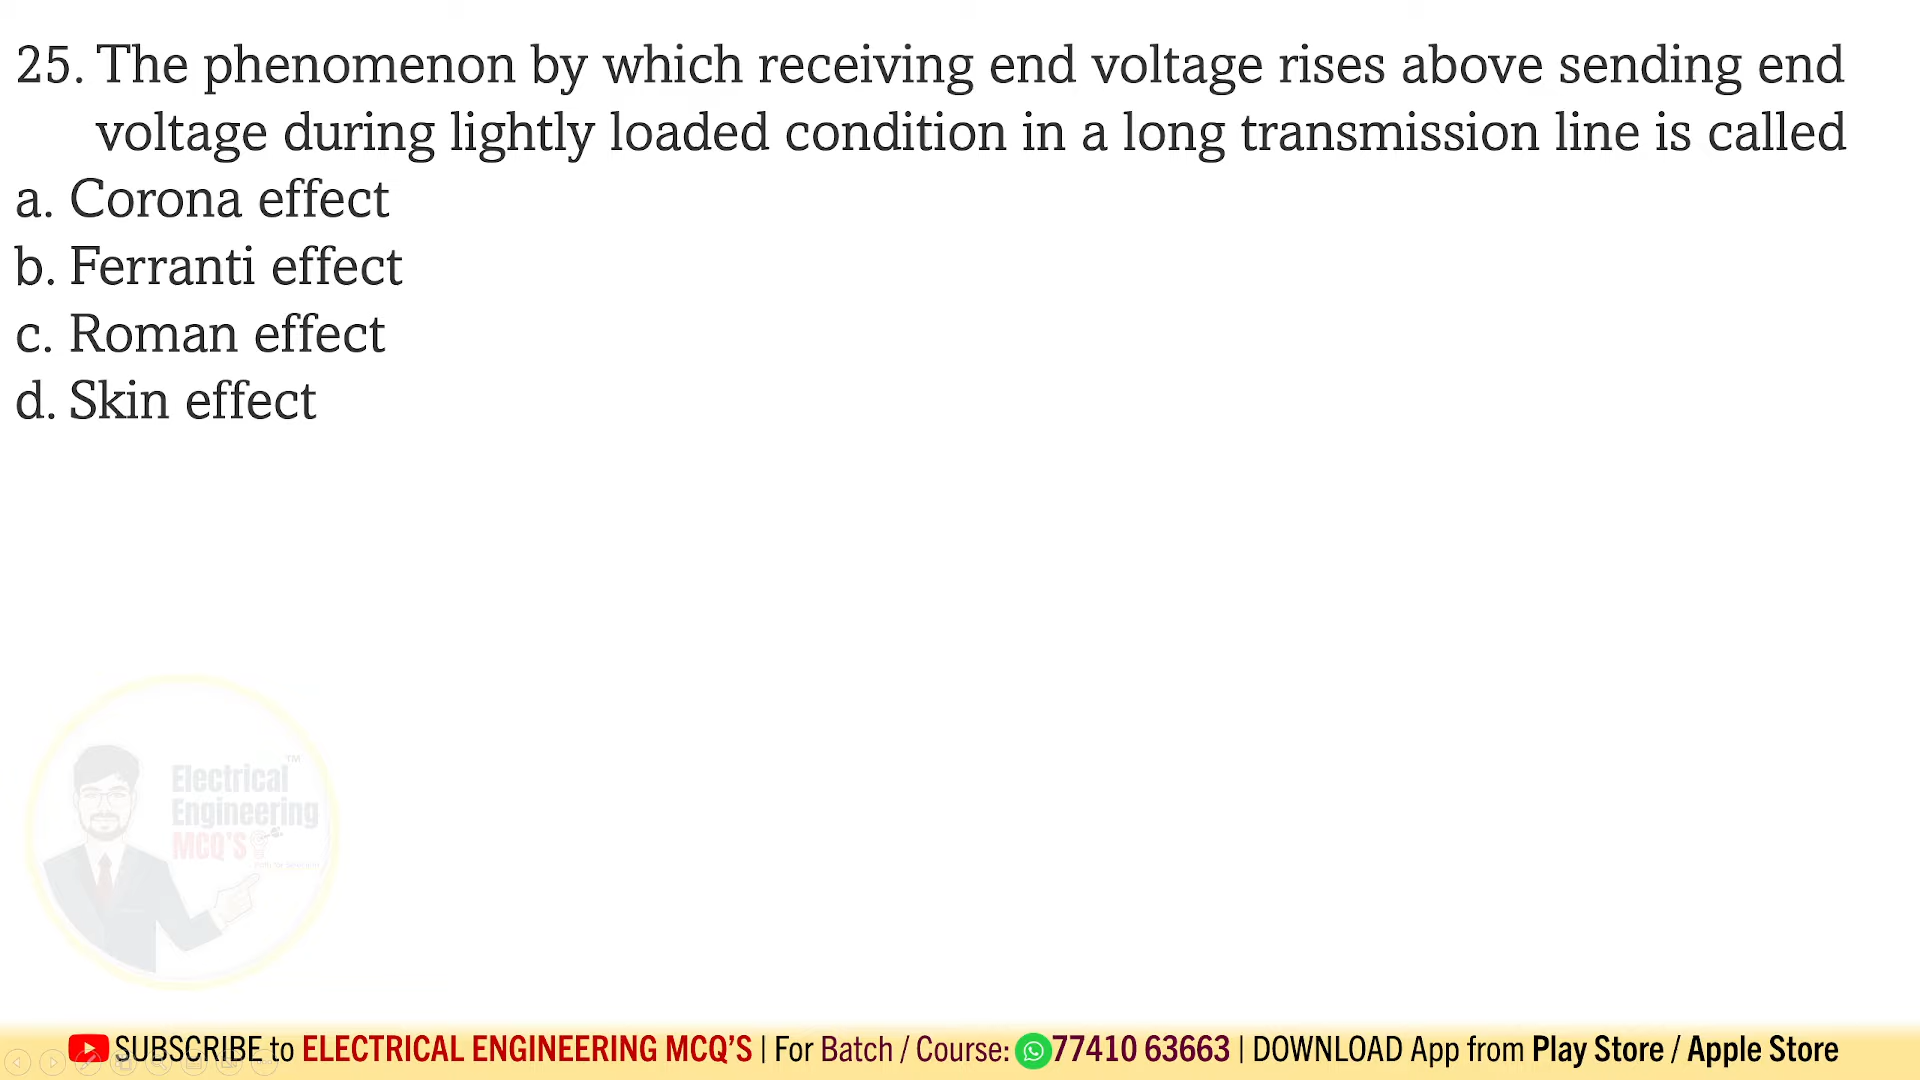 25. The phenomenon by which receiving end voltage rises above sending end
voltage during lightly loaded condition in a long transmission line is called
a. Corona effect
b. Ferranti effect
c. Roman effect
d. Skin effect
Electrical
TM
Engineering
MCQ'S
SUBSCRIBE to ELECTRICAL ENGINEERING MCQ'S | For Batch / Course: 77410 63663 | DOWNLOAD App from Play Store / Apple Store